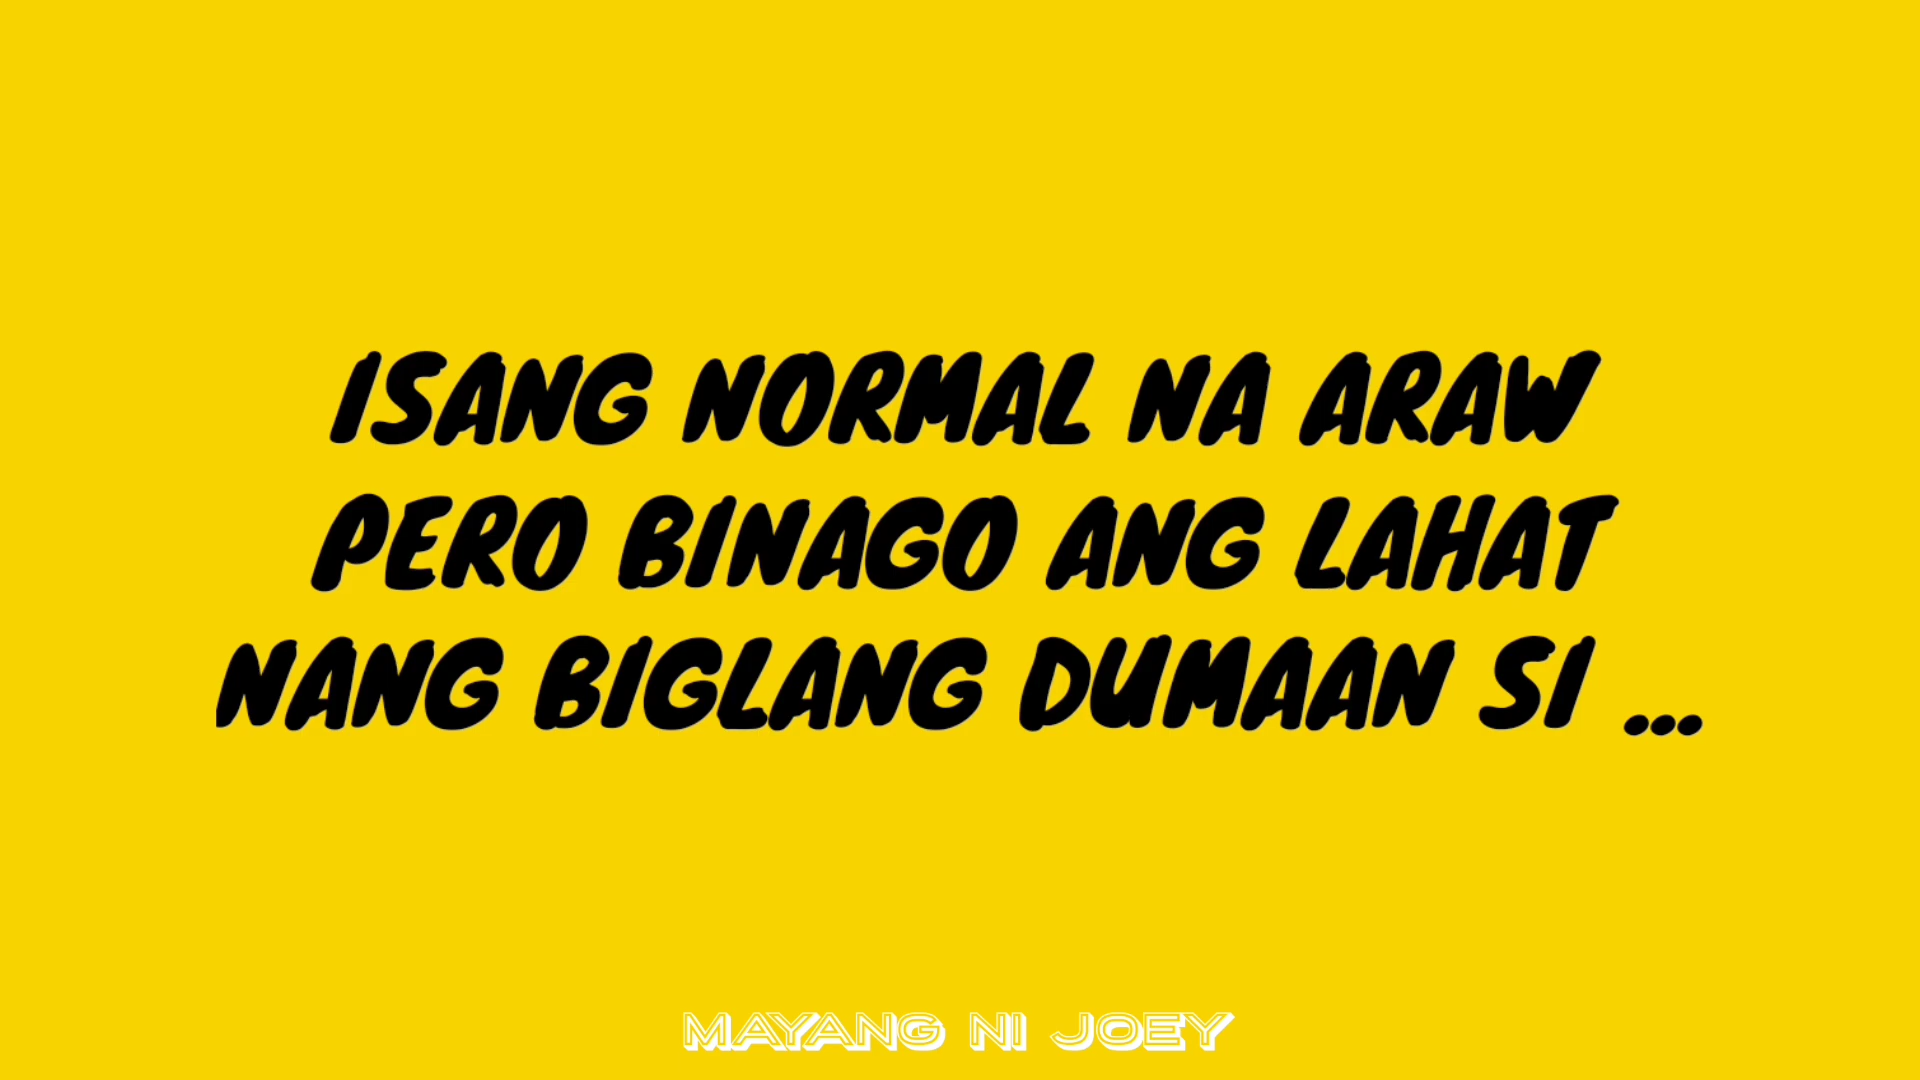 ISANG NORMAL NA ARAW
PERO BINAGO ANG LAHAT
NANG BIGLANG DUMAAN SI ...
MAYANG NI JOEY